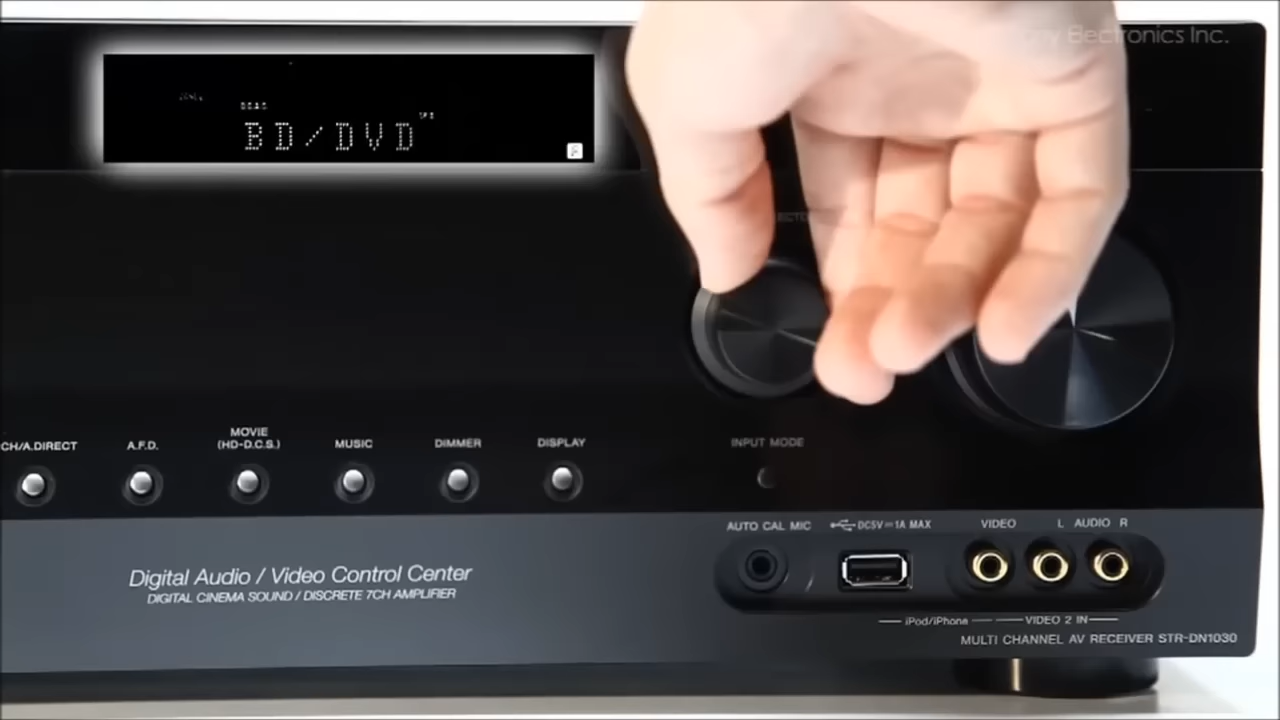 Electronics Inc.
BD/DVD
CH/A.DIRECT
A.F.D.
MOVIE
(HD-D.C.S.)
MUSIC
DIMMER
DISPLAY
INPUT MODE
AUTO CAL MIC
DC5V 1A MAX
VIDEO
L AUDIO R
Digital Audio / Video Control Center
DIGITAL CINEMA SOUND / DISCRETE 7CH AMPLIFIER
iPod/iPhone
VIDEO 2 IN
MULTI CHANNEL AV RECEIVER STR-DN1030